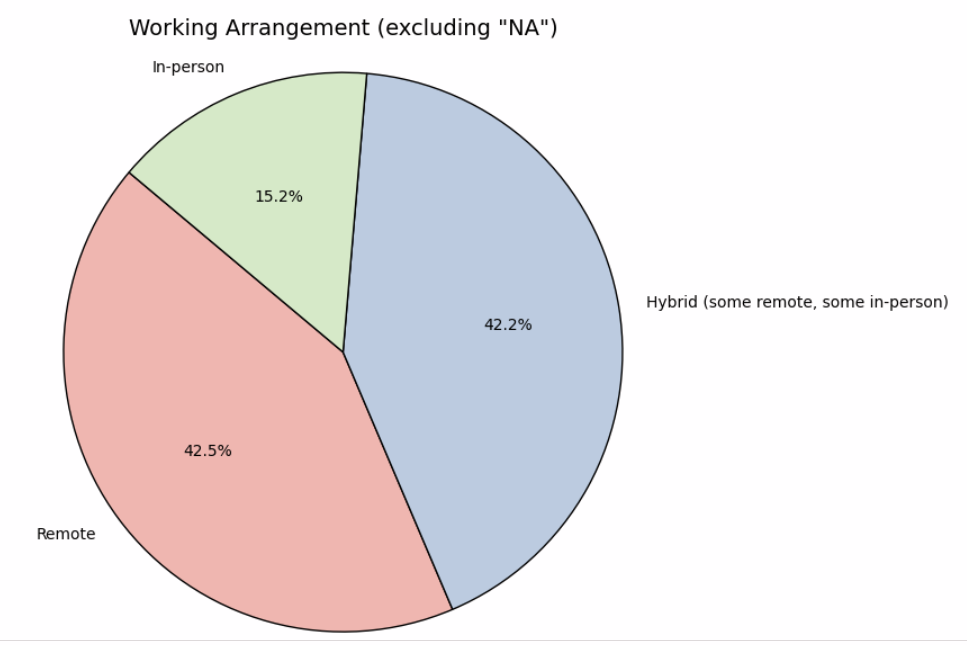 Working Arrangement (excluding "NA")
In-person
15.2%
Hybrid (some remote, some in-person)
42.2%
42.5%
Remote